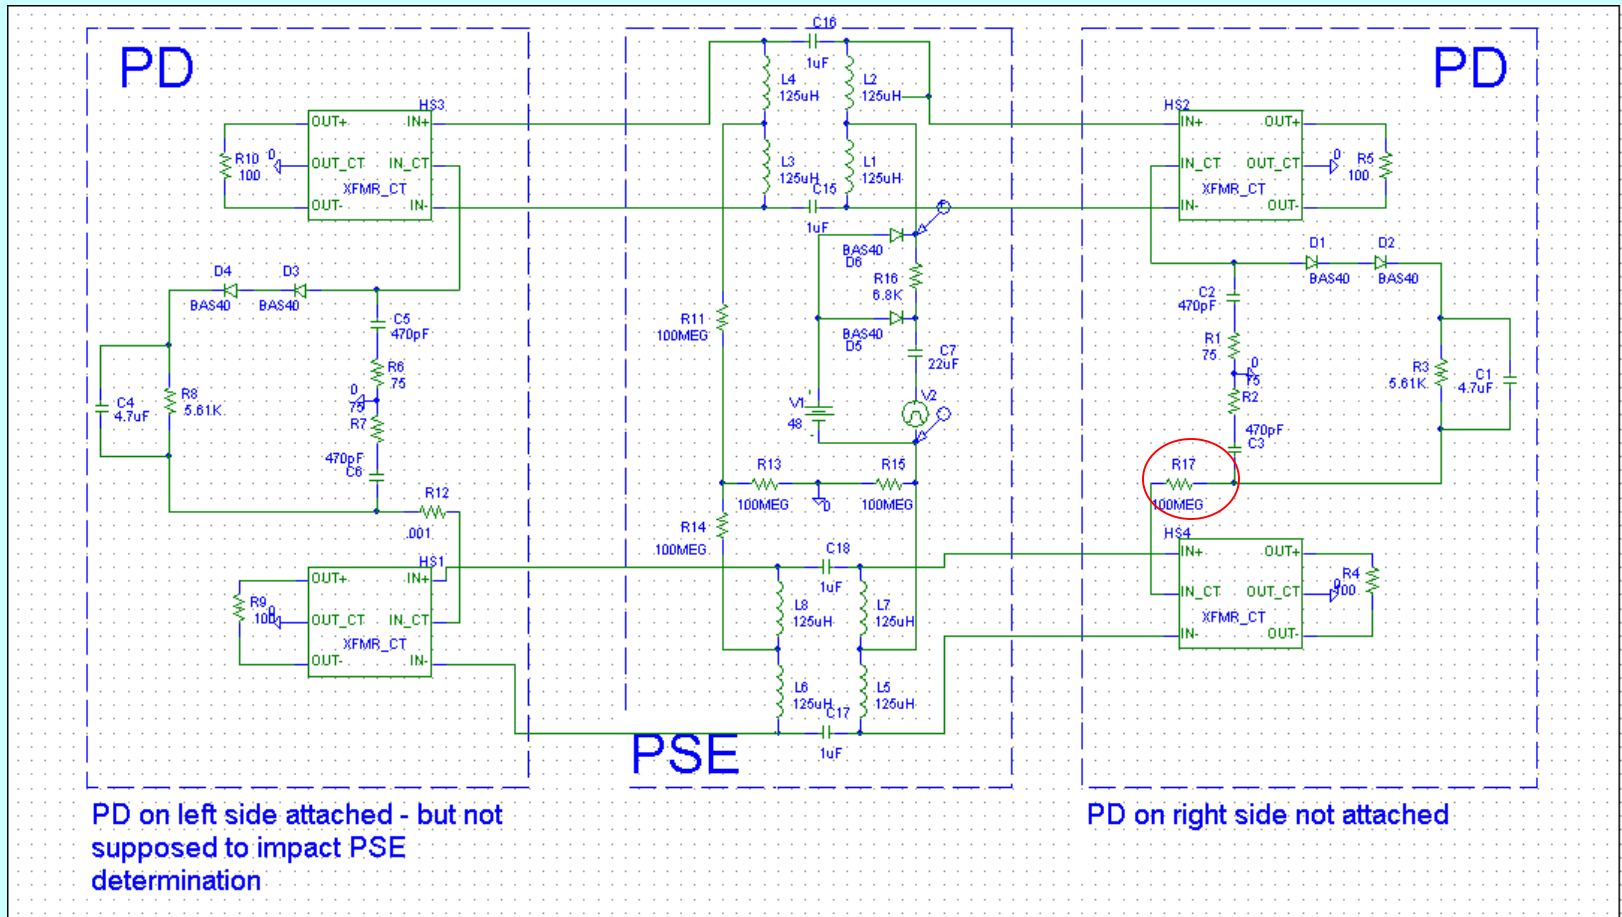 PD
HS3
OUT+
IN+
OUT_CT
IN_CT
XFMR_CT
OUT-
IN-
R10
100
0
D4
BAS40
D3
BAS40
C5
470pF
R6
75
0
75
R7
470pF
C6
C4
4.7uF
R8
5.61K
R12
.001
HS1
OUT+
IN+
OUT_CT
IN_CT
XFMR_CT
OUT-
IN-
R9
100
0
C16
1uF
L4
125uH
L2
125uH
L3
125uH
L1
125uH
C15
1uF
BAS40
D6
R16
6.8K
BAS40
D5
C7
22uF
R11
100MEG
V1
48
+
-
V2
R13
100MEG
0
R15
100MEG
R14
100MEG
C18
1uF
L8
125uH
L7
125uH
L6
125uH
L5
125uH
C17
1uF
PSE
PD
HS2
IN+
OUT+
IN_CT
OUT_CT
XFMR_CT
IN-
OUT-
0
R5
100
D1
BAS40
D2
BAS40
C2
470pF
R1
75
0
75
R2
470pF
C3
R3
5.61K
C1
4.7uF
R17
100MEG
HS4
IN+
OUT+
IN_CT
OUT_CT
XFMR_CT
IN-
OUT-
R4
100
0
PD on left side attached - but not
supposed to impact PSE
determination
PD on right side not attached